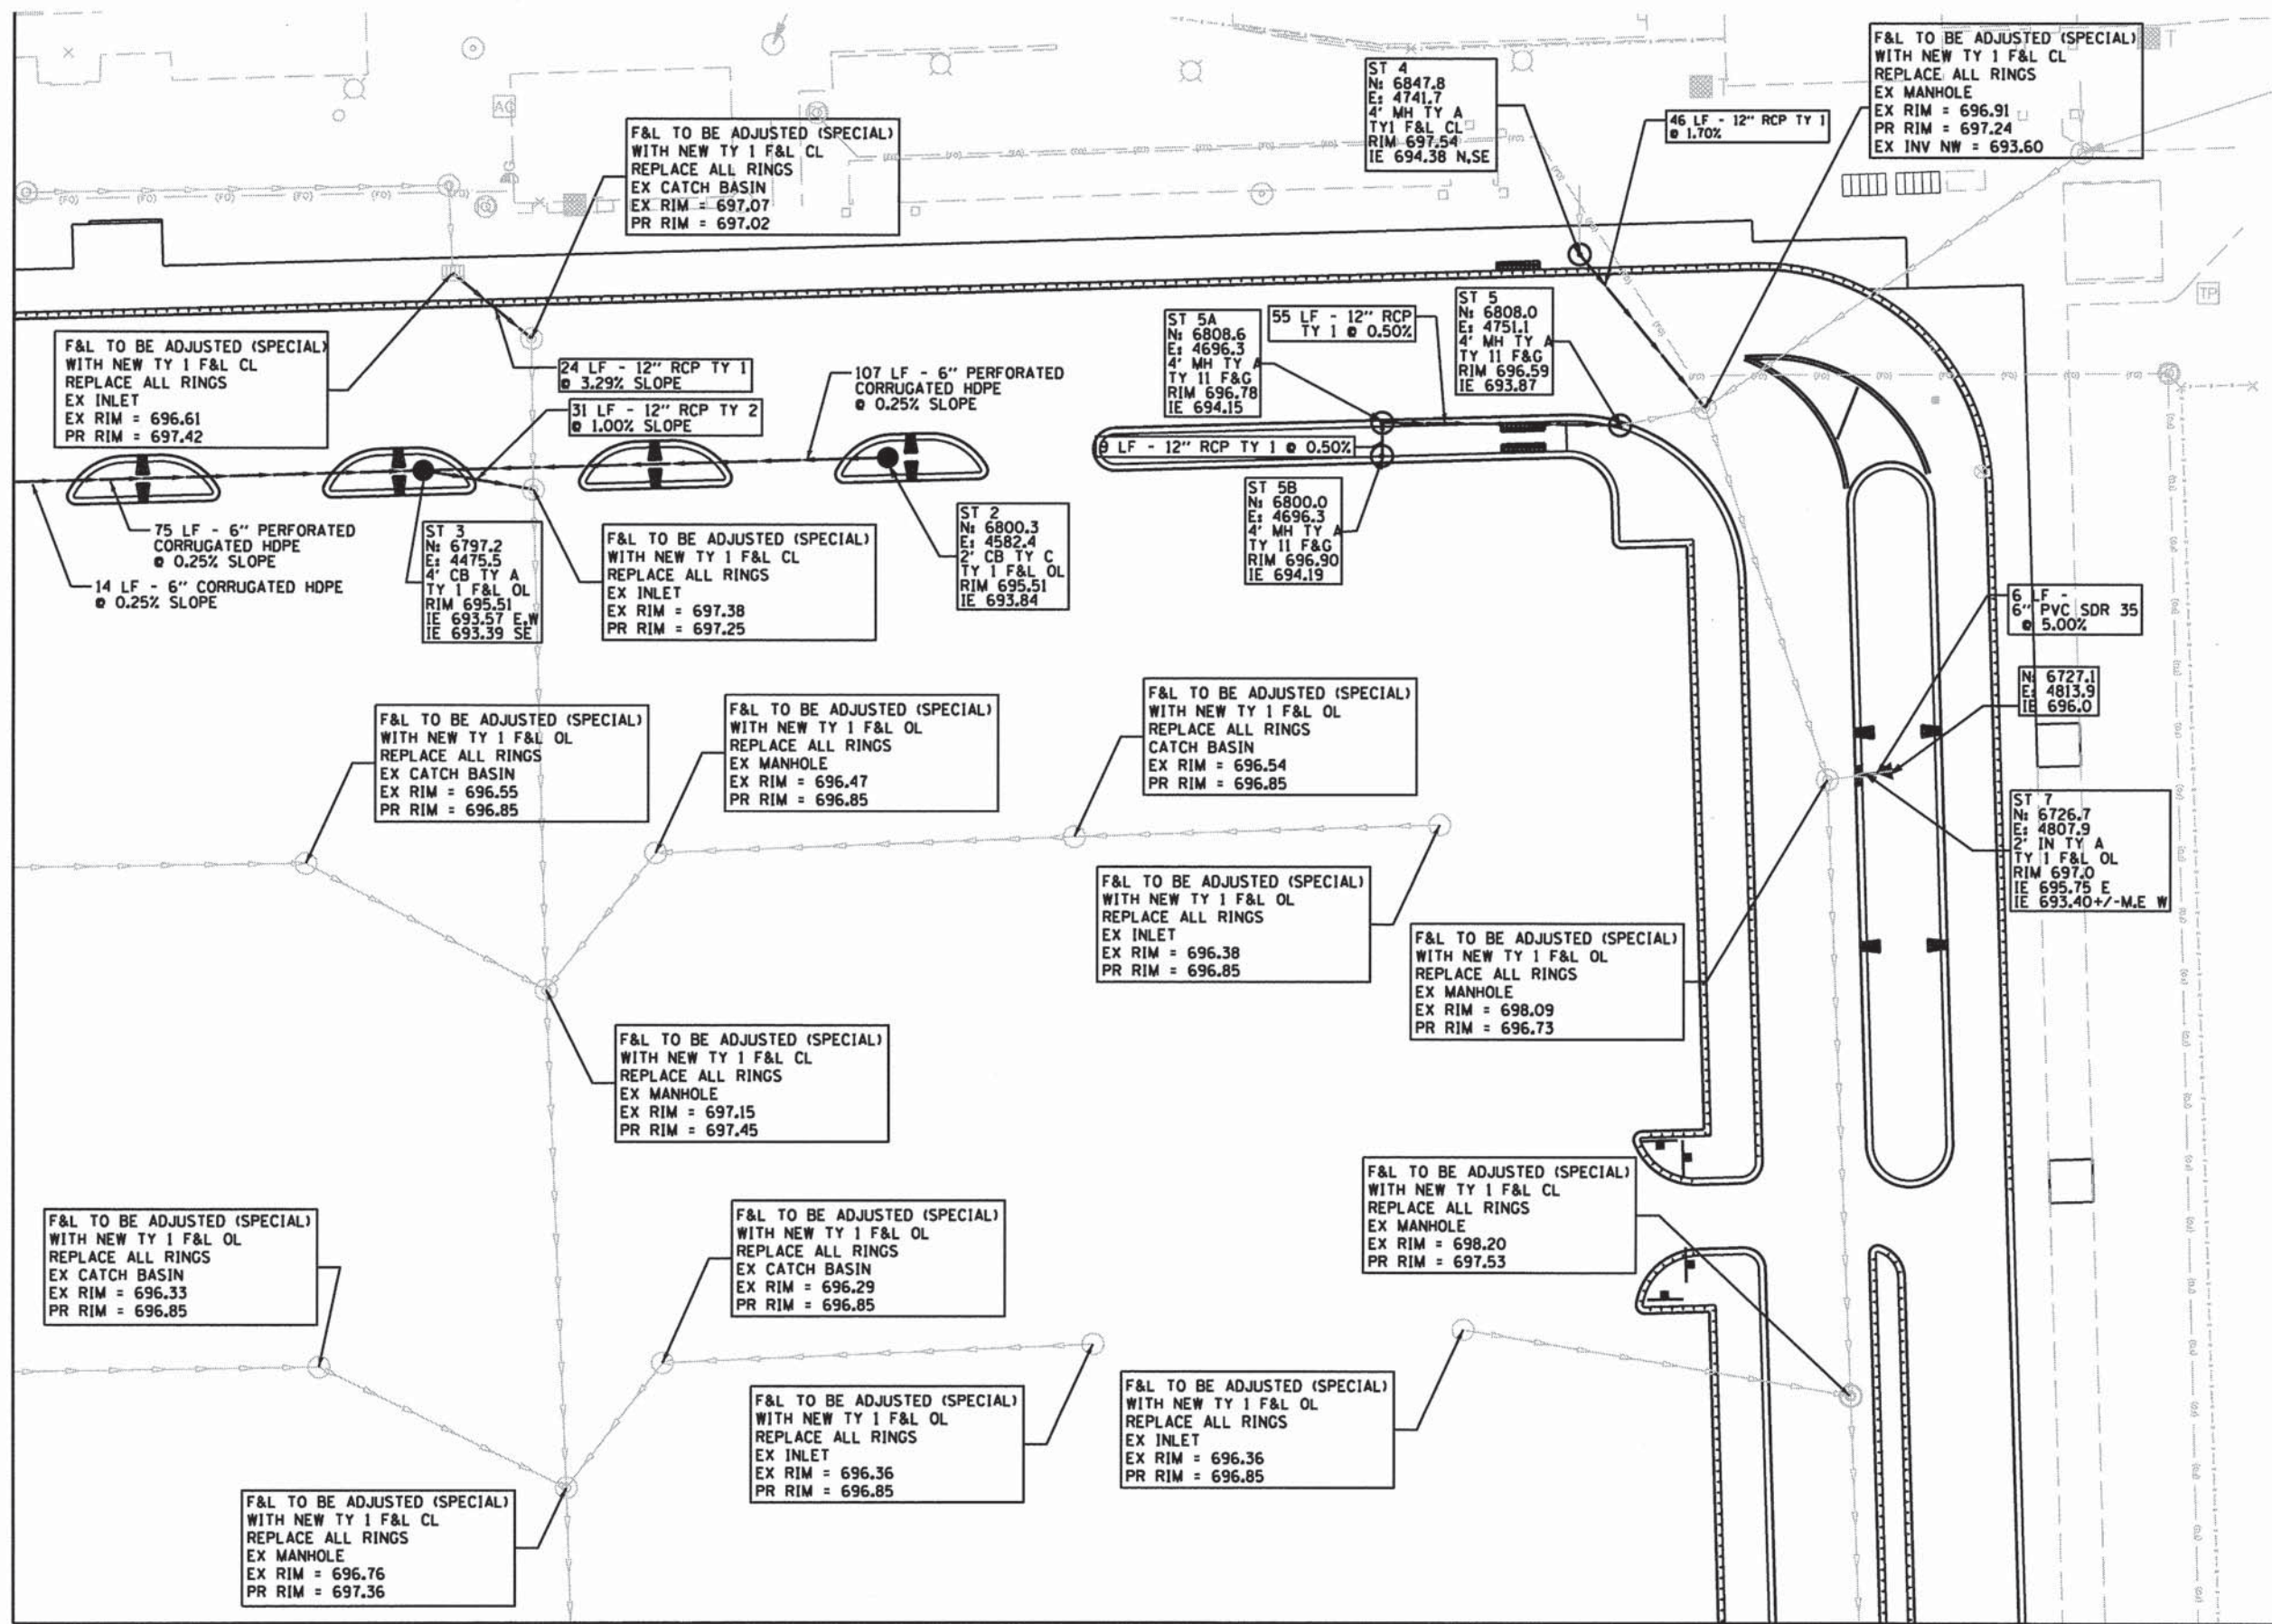 F&L TO BE ADJUSTED (SPECIAL)
WITH NEW TY 1 F&L CL
REPLACE ALL RINGS
EX MANHOLE
EX RIM = 696.91
PR RIM = 697.24
EX INV NW = 693.60
ST 4
N: 6847.8
E: 4741.7
4' MH TY A
TY1 F&L CL
RIM 697.54
IE 694.38 N,SE
46 LF - 12" RCP TY 1
@ 1.70%
F&L TO BE ADJUSTED (SPECIAL)
WITH NEW TY 1 F&L CL
REPLACE ALL RINGS
EX CATCH BASIN
EX RIM = 697.07
PR RIM = 697.02
AC
TP
T
T
(FO) (FO) (FO) (FO) (FO)
F&L TO BE ADJUSTED (SPECIAL)
WITH NEW TY 1 F&L CL
REPLACE ALL RINGS
EX INLET
EX RIM = 696.61
PR RIM = 697.42
24 LF - 12" RCP TY 1
@ 3.29% SLOPE
31 LF - 12" RCP TY 2
@ 1.00% SLOPE
107 LF - 6" PERFORATED
CORRUGATED HDPE
@ 0.25% SLOPE
ST 5A
N: 6808.6
E: 4696.3
4' MH TY A
TY 11 F&G
RIM 696.78
IE 694.15
55 LF - 12" RCP
TY 1 @ 0.50%
ST 5
N: 6808.0
E: 4751.1
4' MH TY A
TY 11 F&G
RIM 696.59
IE 693.87
9 LF - 12" RCP TY 1 @ 0.50%
ST 5B
N: 6800.0
E: 4696.3
4' MH TY A
TY 11 F&G
RIM 696.90
IE 694.19
75 LF - 6" PERFORATED
CORRUGATED HDPE
@ 0.25% SLOPE
14 LF - 6" CORRUGATED HDPE
@ 0.25% SLOPE
ST 3
N: 6797.2
E: 4475.5
4' CB TY A
TY 1 F&L OL
RIM 695.51
IE 693.57 E,W
IE 693.39 SE
F&L TO BE ADJUSTED (SPECIAL)
WITH NEW TY 1 F&L CL
REPLACE ALL RINGS
EX INLET
EX RIM = 697.38
PR RIM = 697.25
ST 2
N: 6800.3
E: 4582.4
2' CB TY C
TY 1 F&L OL
RIM 695.51
IE 693.84
6 LF -
6" PVC SDR 35
@ 5.00%
N: 6727.1
E: 4813.9
IE 696.0
ST 7
N: 6726.7
E: 4807.9
2' IN TY A
TY 1 F&L OL
RIM 697.0
IE 695.75 E
IE 693.40+/-M.E W
F&L TO BE ADJUSTED (SPECIAL)
WITH NEW TY 1 F&L OL
REPLACE ALL RINGS
EX CATCH BASIN
EX RIM = 696.55
PR RIM = 696.85
F&L TO BE ADJUSTED (SPECIAL)
WITH NEW TY 1 F&L OL
REPLACE ALL RINGS
EX MANHOLE
EX RIM = 696.47
PR RIM = 696.85
F&L TO BE ADJUSTED (SPECIAL)
WITH NEW TY 1 F&L OL
REPLACE ALL RINGS
CATCH BASIN
EX RIM = 696.54
PR RIM = 696.85
F&L TO BE ADJUSTED (SPECIAL)
WITH NEW TY 1 F&L OL
REPLACE ALL RINGS
EX INLET
EX RIM = 696.38
PR RIM = 696.85
F&L TO BE ADJUSTED (SPECIAL)
WITH NEW TY 1 F&L OL
REPLACE ALL RINGS
EX MANHOLE
EX RIM = 698.09
PR RIM = 696.73
F&L TO BE ADJUSTED (SPECIAL)
WITH NEW TY 1 F&L CL
REPLACE ALL RINGS
EX MANHOLE
EX RIM = 697.15
PR RIM = 697.45
F&L TO BE ADJUSTED (SPECIAL)
WITH NEW TY 1 F&L CL
REPLACE ALL RINGS
EX MANHOLE
EX RIM = 698.20
PR RIM = 697.53
F&L TO BE ADJUSTED (SPECIAL)
WITH NEW TY 1 F&L OL
REPLACE ALL RINGS
EX CATCH BASIN
EX RIM = 696.33
PR RIM = 696.85
F&L TO BE ADJUSTED (SPECIAL)
WITH NEW TY 1 F&L OL
REPLACE ALL RINGS
EX CATCH BASIN
EX RIM = 696.29
PR RIM = 696.85
F&L TO BE ADJUSTED (SPECIAL)
WITH NEW TY 1 F&L OL
REPLACE ALL RINGS
EX INLET
EX RIM = 696.36
PR RIM = 696.85
F&L TO BE ADJUSTED (SPECIAL)
WITH NEW TY 1 F&L OL
REPLACE ALL RINGS
EX INLET
EX RIM = 696.36
PR RIM = 696.85
F&L TO BE ADJUSTED (SPECIAL)
WITH NEW TY 1 F&L CL
REPLACE ALL RINGS
EX MANHOLE
EX RIM = 696.76
PR RIM = 697.36